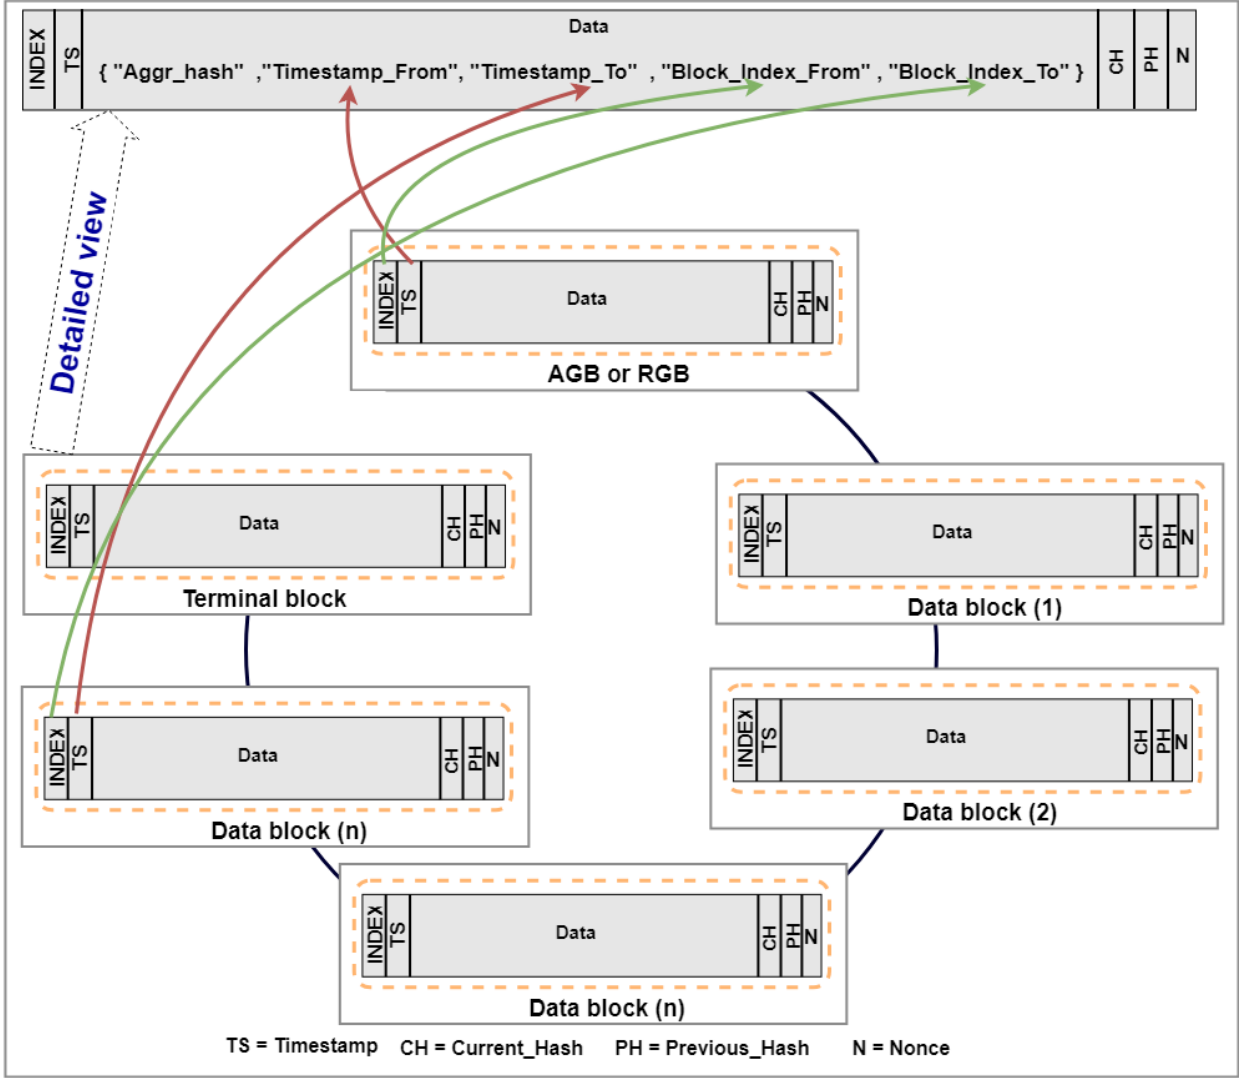 INDEX TS Data CH PH N
{ "Aggr_hash" ,"Timestamp_From", "Timestamp_To" , "Block_Index_From" , "Block_Index_To" }
Detailed view
INDEX TS Data CH PH N
AGB or RGB
INDEX TS Data CH PH N
Terminal block
INDEX TS Data CH PH N
Data block (1)
INDEX TS Data CH PH N
Data block (n)
INDEX TS Data CH PH N
Data block (2)
INDEX TS Data CH PH N
Data block (n)
TS = Timestamp CH = Current_Hash PH = Previous_Hash N = Nonce